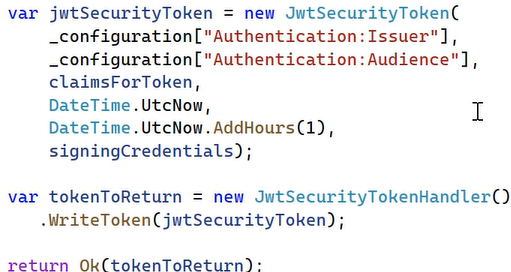 var jwtSecurityToken = new JwtSecurityToken(
    _configuration["Authentication:Issuer"],
    _configuration["Authentication:Audience"],
    claimsForToken,
    DateTime.UtcNow,
    DateTime.UtcNow.AddHours(1),
    signingCredentials);

var tokenToReturn = new JwtSecurityTokenHandler()
   .WriteToken(jwtSecurityToken);

return Ok(tokenToReturn);